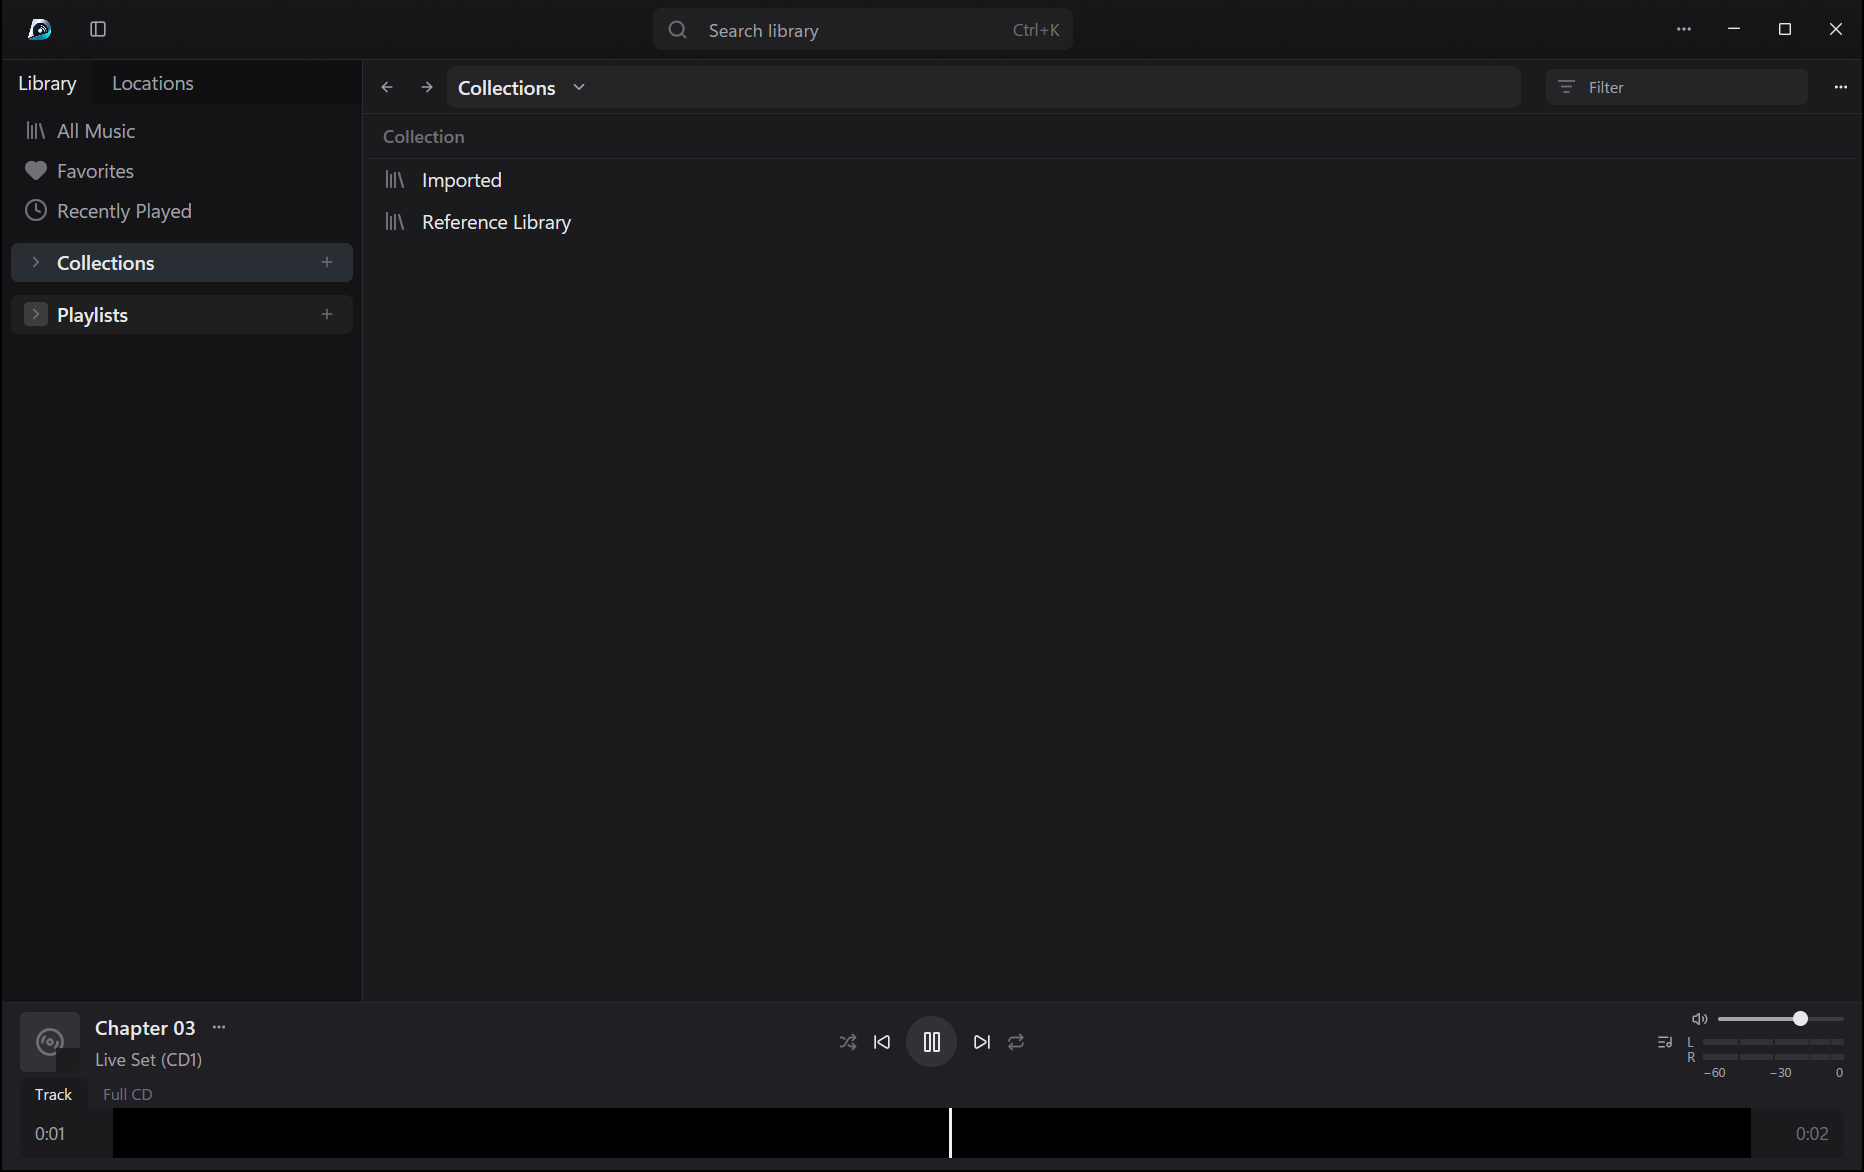 Search library Ctrl+K
Library Locations
Collections
Filter
All Music
Favorites
Recently Played
Collections
Playlists
Collection
Imported
Reference Library
Chapter 03
Live Set (CD1)
L
R
−60 −30 0
Track Full CD
0:01 0:02